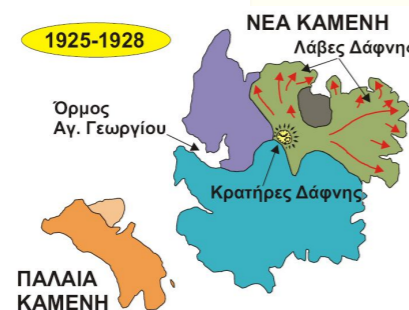 1925-1928
ΝΕΑ ΚΑΜΕΝΗ
Λάβες Δάφνης
Όρμος
Αγ. Γεωργίου
Κρατήρες Δάφνης
ΠΑΛΑΙΑ
ΚΑΜΕΝΗ